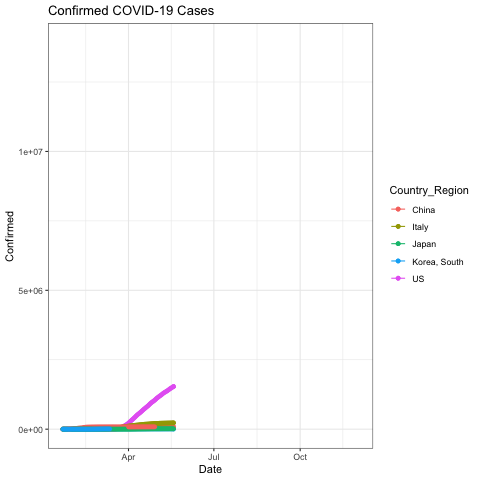 Confirmed COVID-19 Cases
Confirmed
1e+07
5e+06
0e+00
Apr
Jul
Oct
Date
Country_Region
China
Italy
Japan
Korea, South
US